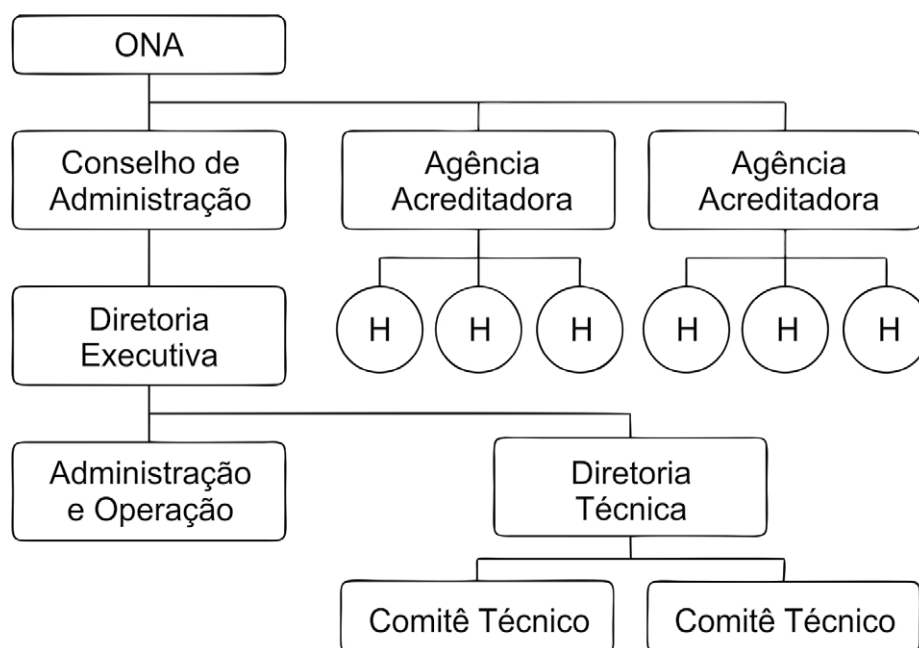 ONA
Conselho de
Administração
Agência
Acreditadora
Agência
Acreditadora
Diretoria
Executiva
H
H
H
H
H
H
Administração
e Operação
Diretoria
Técnica
Comitê Técnico
Comitê Técnico